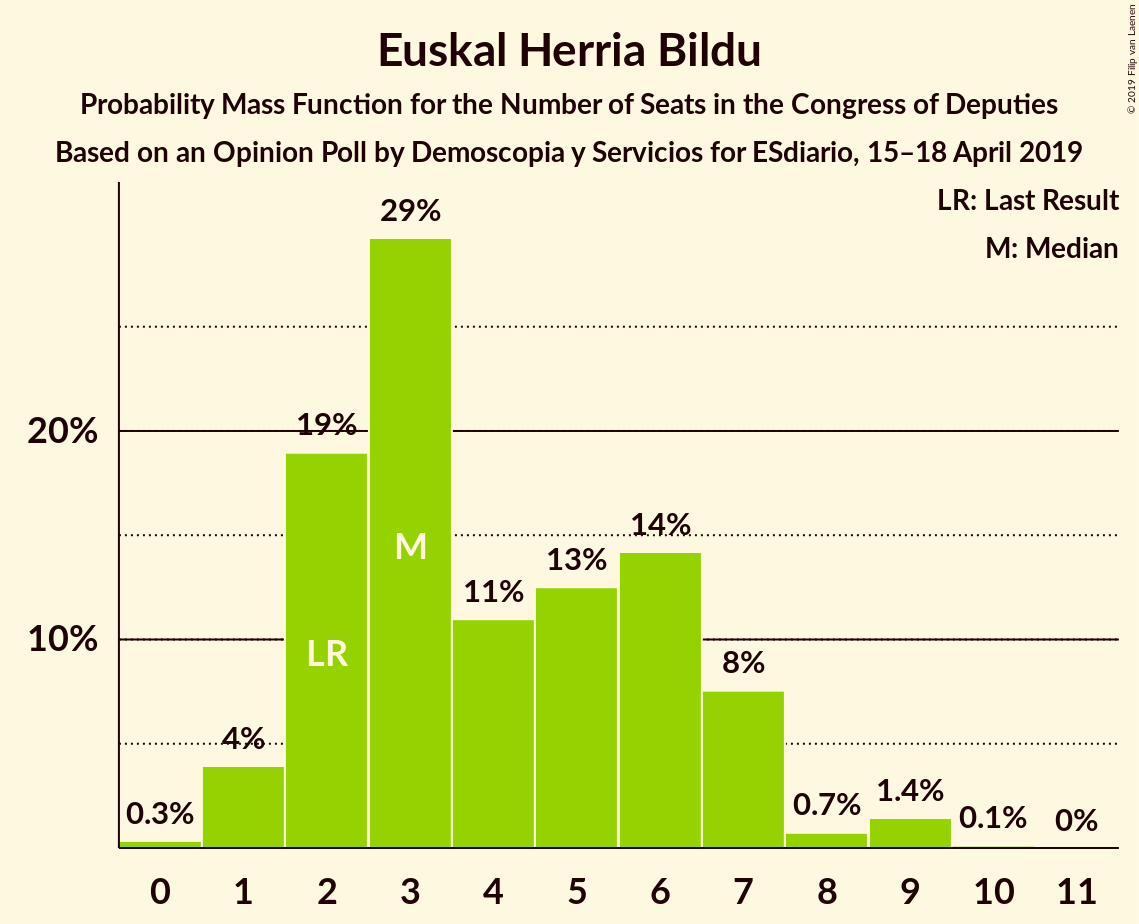 Euskal Herria Bildu
Probability Mass Function for the Number of Seats in the Congress of Deputies
Based on an Opinion Poll by Demoscopia y Servicios for ESdiario, 15–18 April 2019
© 2019 Filip van Laenen
LR: Last Result
M: Median
20%
10%
0.3%
4%
19%
29%
11%
13%
14%
8%
0.7%
1.4%
0.1%
0%
LR
M
0 1 2 3 4 5 6 7 8 9 10 11